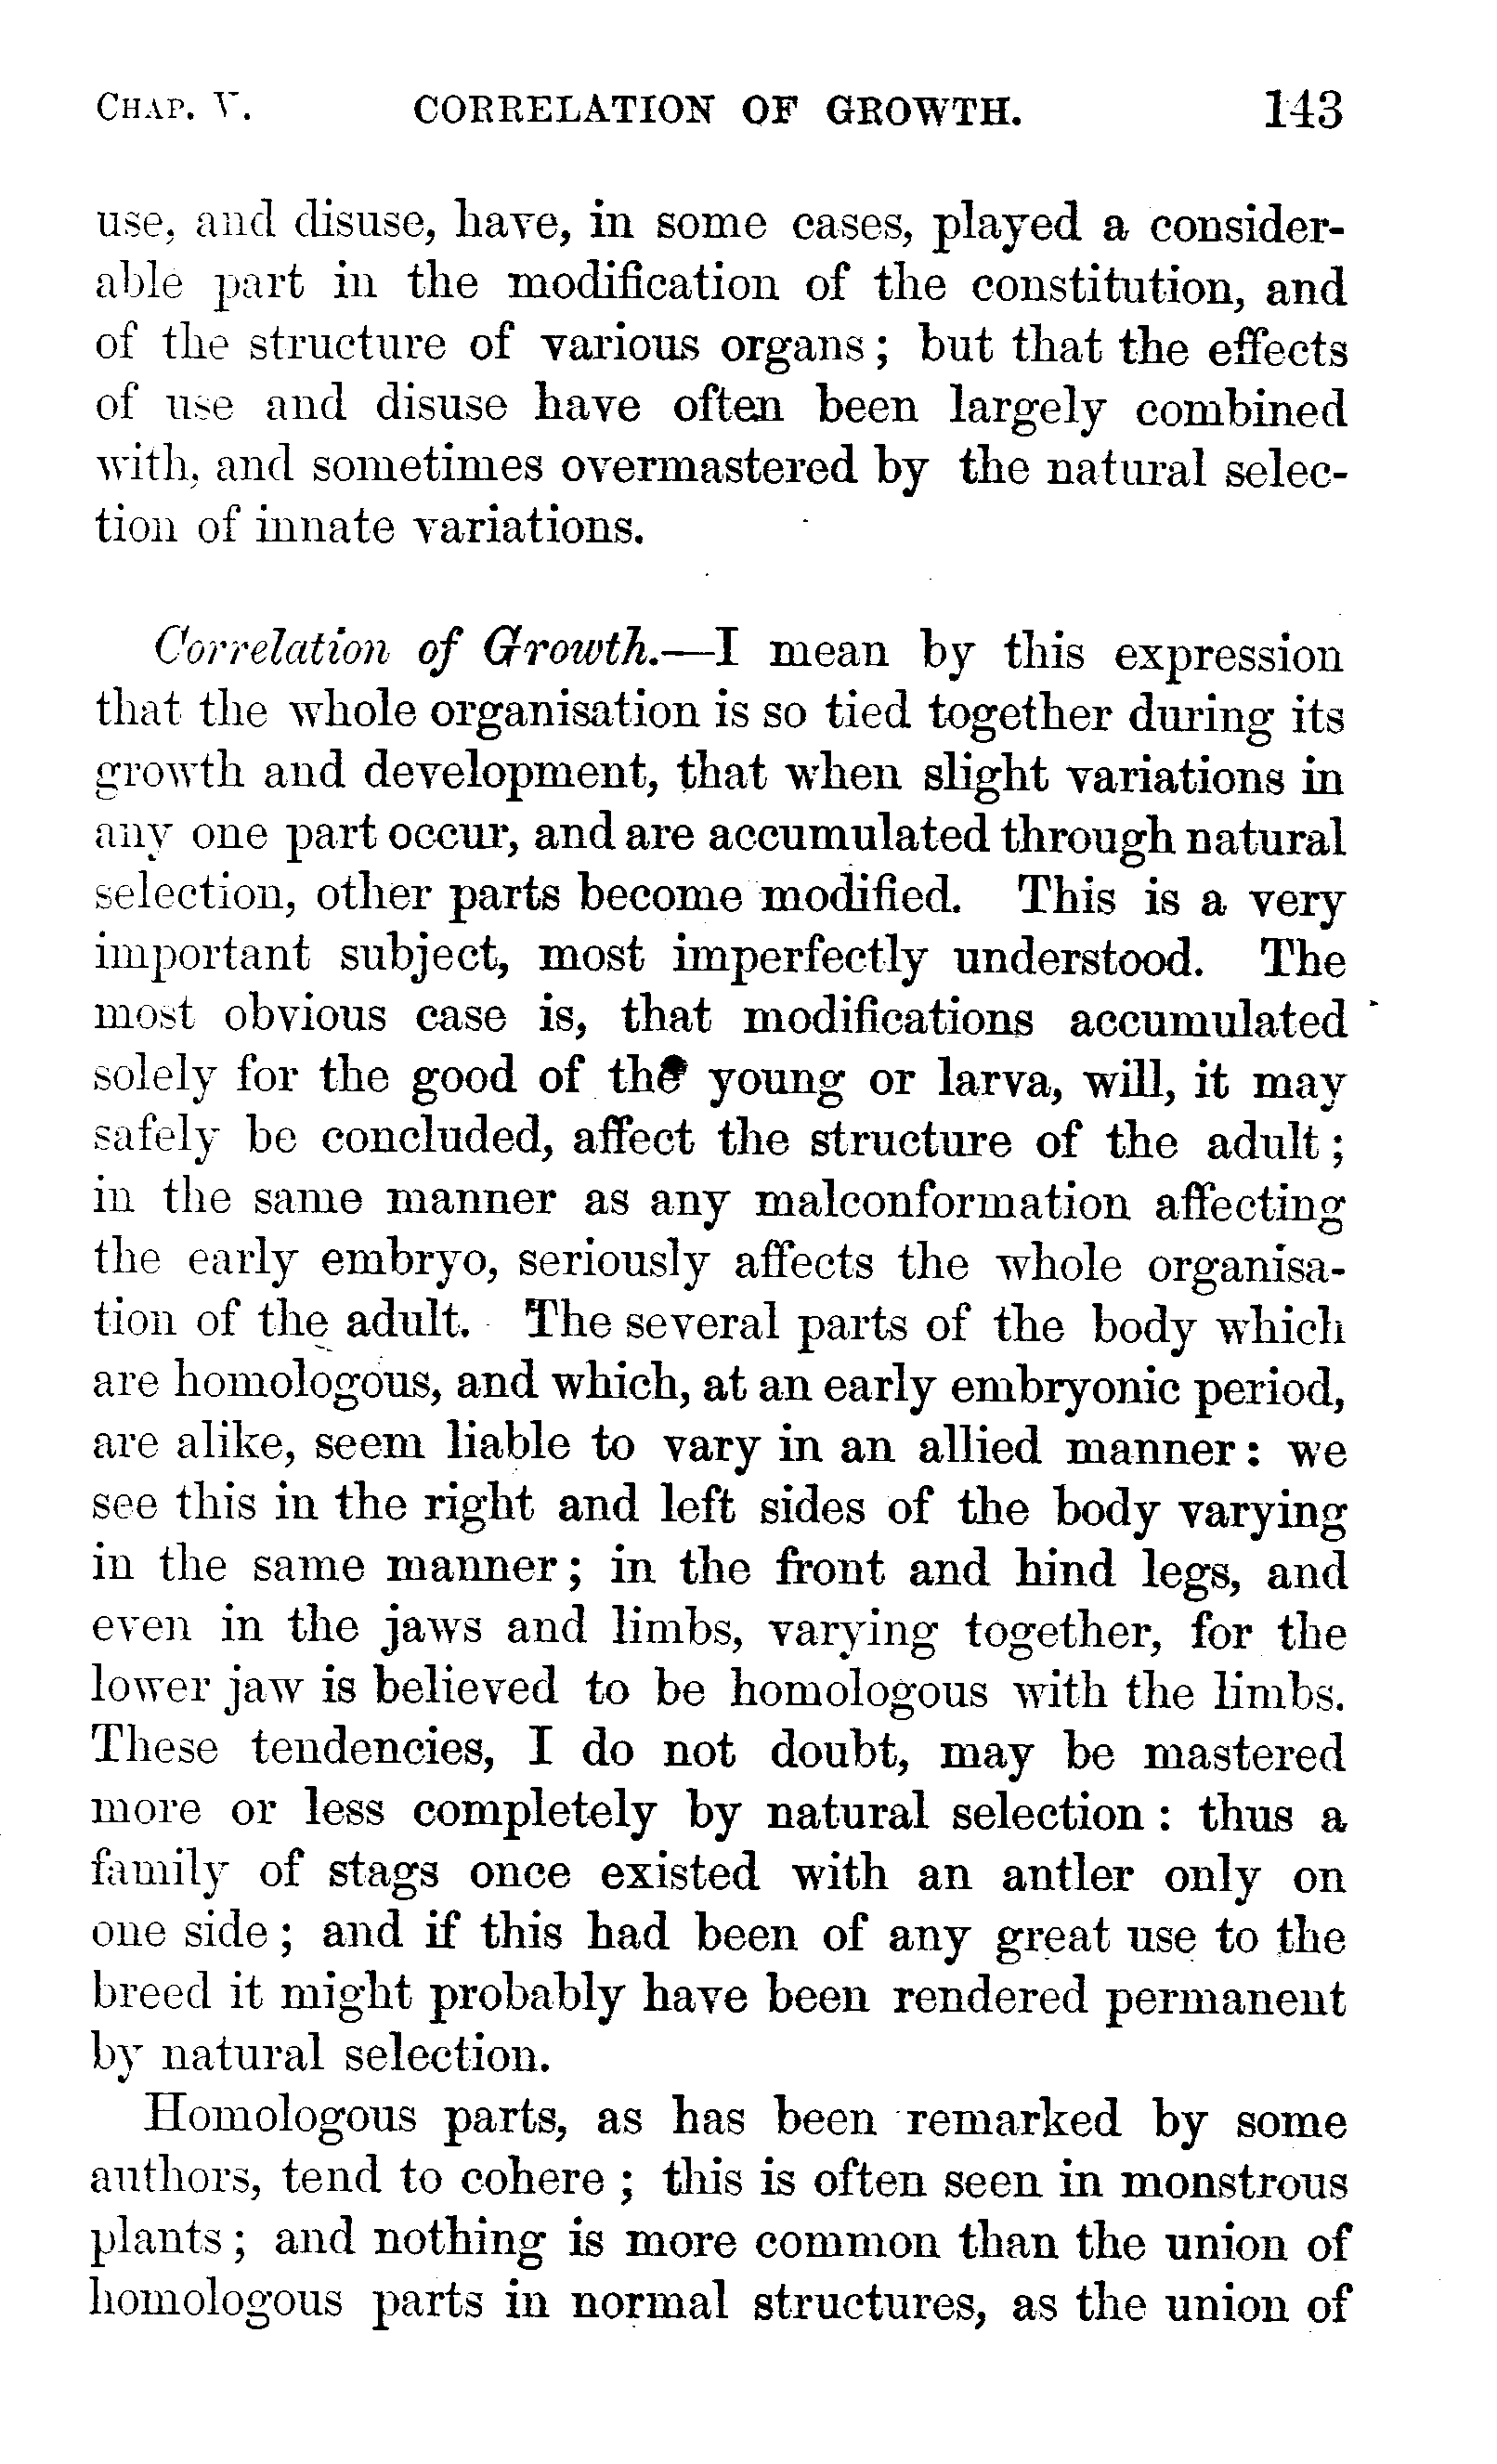 CHAP. V. CORRELATION OF GROWTH. 143
use, and disuse, have, in some cases, played a consider-
able part in the modification of the constitution, and
of the structure of various organs; but that the effects
of use and disuse have often been largely combined
with, and sometimes overmastered by the natural selec-
tion of innate variations.
Correlation of Growth.—I mean by this expression
that the whole organisation is so tied together during its
growth and development, that when slight variations in
any one part occur, and are accumulated through natural
selection, other parts become modified. This is a very
important subject, most imperfectly understood. The
most obvious case is, that modifications accumulated
solely for the good of the young or larva, will, it may
safely be concluded, affect the structure of the adult;
in the same manner as any malconformation affecting
the early embryo, seriously affects the whole organisa-
tion of the adult. The several parts of the body which
are homologous, and which, at an early embryonic period,
are alike, seem liable to vary in an allied manner: we
see this in the right and left sides of the body varying
in the same manner; in the front and hind legs, and
even in the jaws and limbs, varying together, for the
lower jaw is believed to be homologous with the limbs.
These tendencies, I do not doubt, may be mastered
more or less completely by natural selection: thus a
family of stags once existed with an antler only on
one side; and if this had been of any great use to the
breed it might probably have been rendered permanent
by natural selection.
Homologous parts, as has been remarked by some
authors, tend to cohere; this is often seen in monstrous
plants; and nothing is more common than the union of
homologous parts in normal structures, as the union of